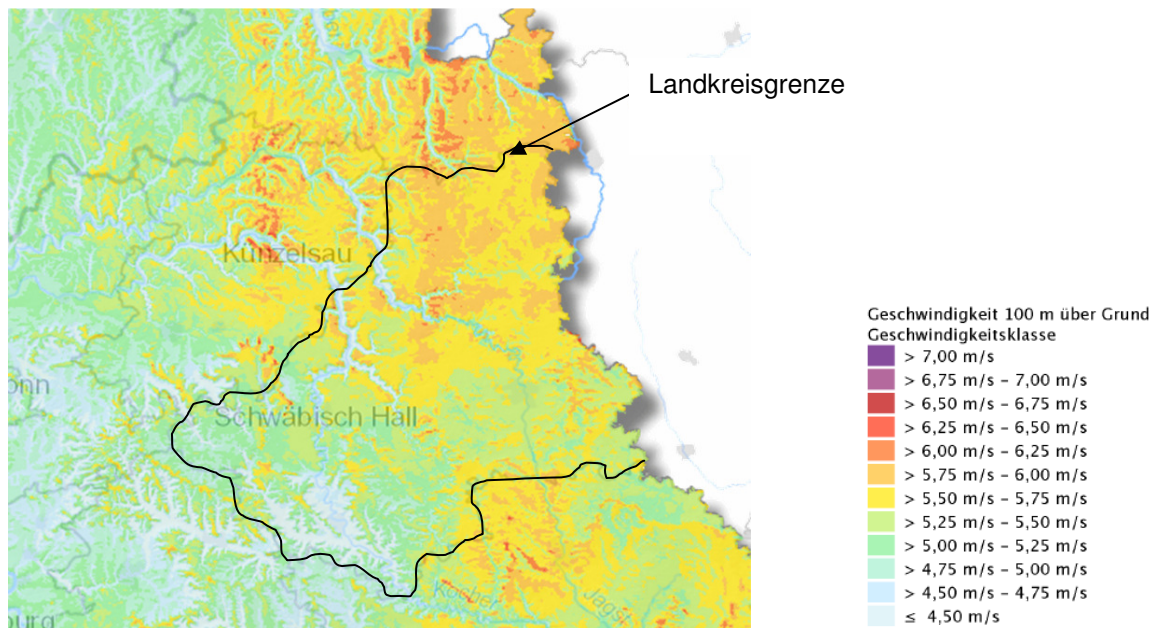 Landkreisgrenze
Künzelsau
Schwäbisch Hall
onn
Kocher
Jagst
burg
Geschwindigkeit 100 m über Grund
Geschwindigkeitsklasse
> 7,00 m/s
> 6,75 m/s – 7,00 m/s
> 6,50 m/s – 6,75 m/s
> 6,25 m/s – 6,50 m/s
> 6,00 m/s – 6,25 m/s
> 5,75 m/s – 6,00 m/s
> 5,50 m/s – 5,75 m/s
> 5,25 m/s – 5,50 m/s
> 5,00 m/s – 5,25 m/s
> 4,75 m/s – 5,00 m/s
> 4,50 m/s – 4,75 m/s
≤ 4,50 m/s